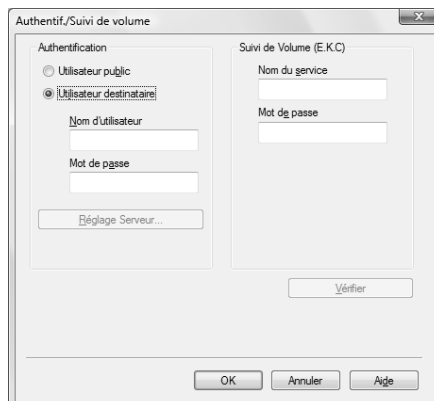 Authentif./Suivi de volume
Authentification
Utilisateur public
Utilisateur destinataire
Nom d'utilisateur
Mot de passe
Réglage Serveur...
Suivi de Volume (E.K.C)
Nom du service
Mot de passe
Vérifier
OK
Annuler
Aide